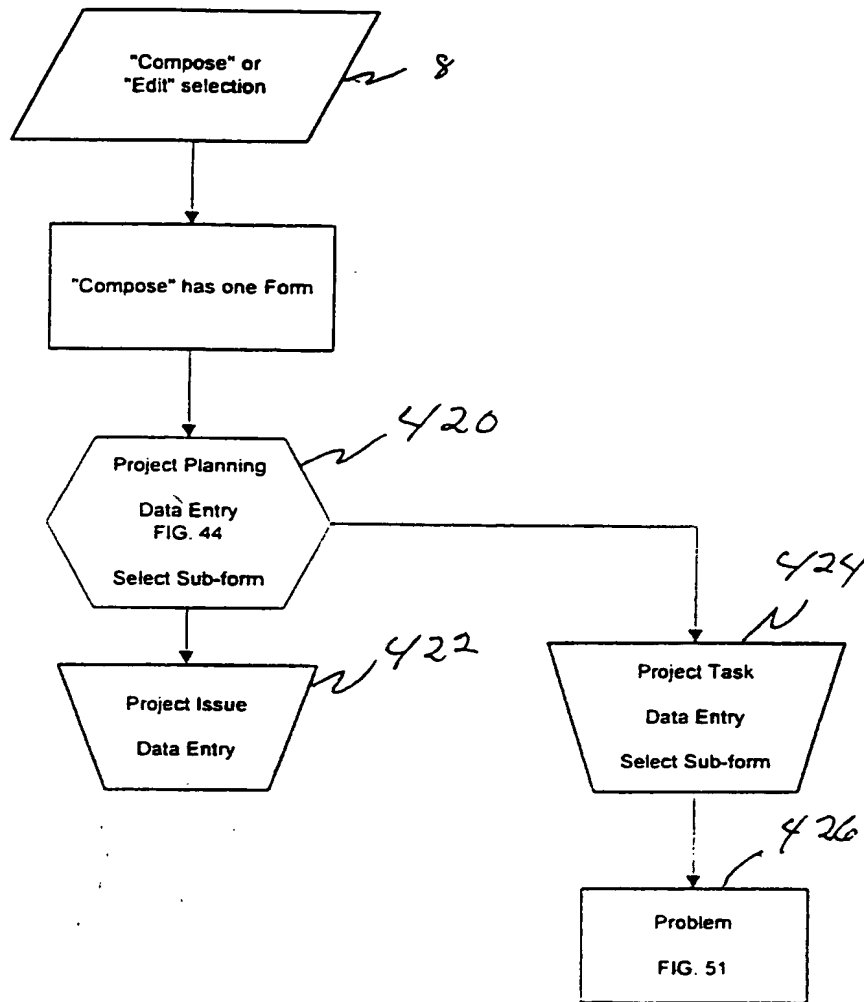 "Compose" or
"Edit" selection
8
"Compose" has one Form
420
Project Planning
Data Entry
FIG. 44
Select Sub-form
424
422
Project Issue
Data Entry
Project Task
Data Entry
Select Sub-form
426
Problem
FIG. 51